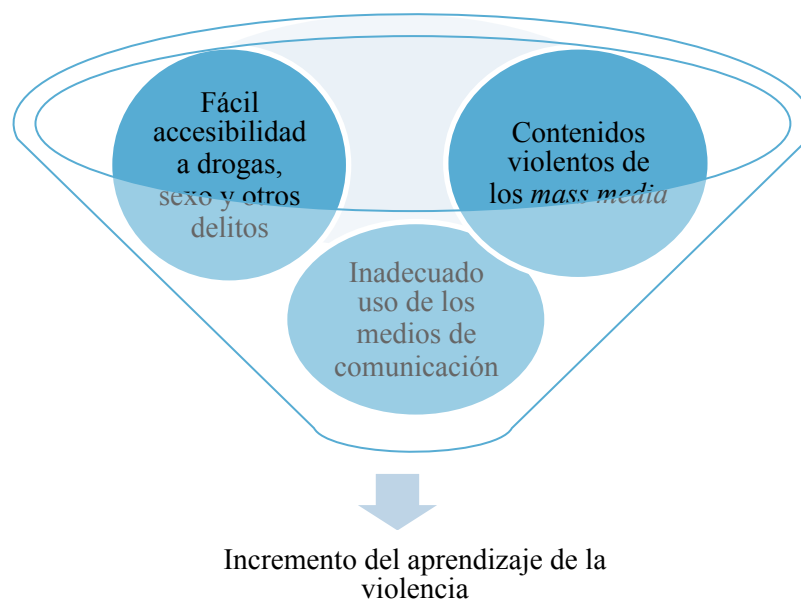 Fácil
accesibilidad
a drogas,
sexo y otros
delitos
Contenidos
violentos de
los mass media
Inadecuado
uso de los
medios de
comunicación
Incremento del aprendizaje de la
violencia